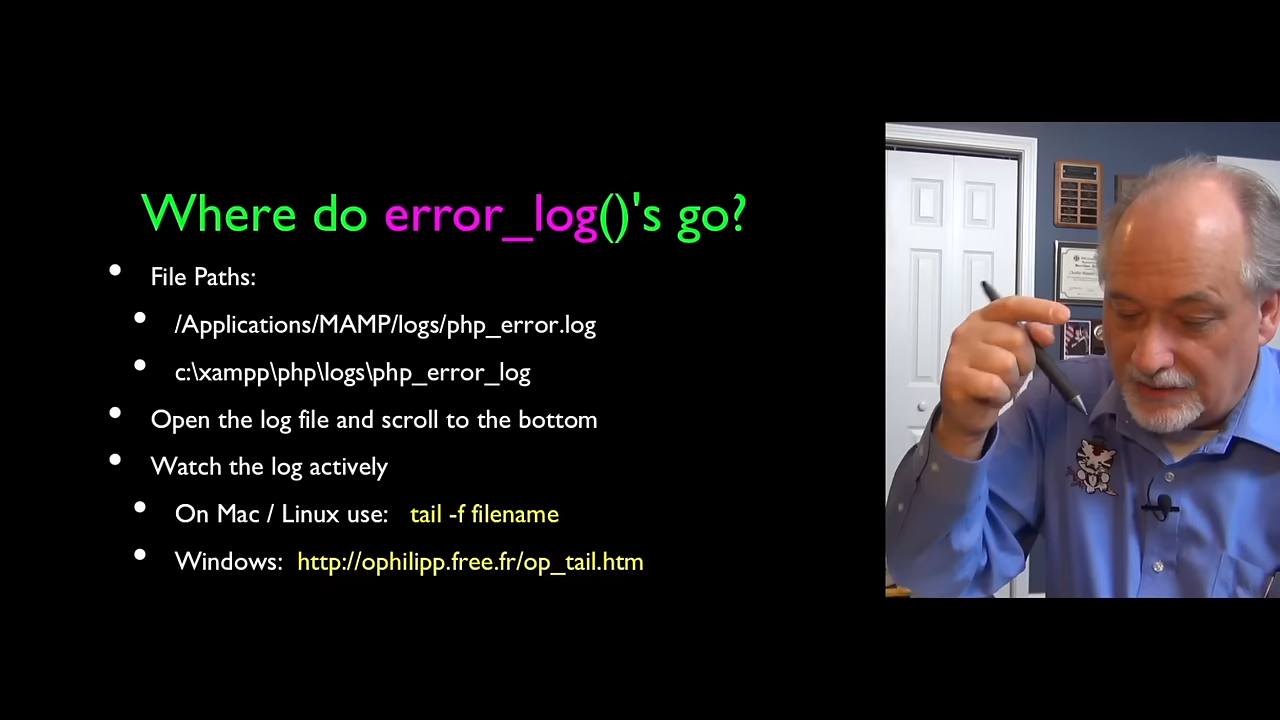 Where do error_log()'s go?
• File Paths:
• /Applications/MAMP/logs/php_error.log
• c:\xampp\php\logs\php_error_log
• Open the log file and scroll to the bottom
• Watch the log actively
• On Mac / Linux use: tail -f filename
• Windows: http://ophilipp.free.fr/op_tail.htm